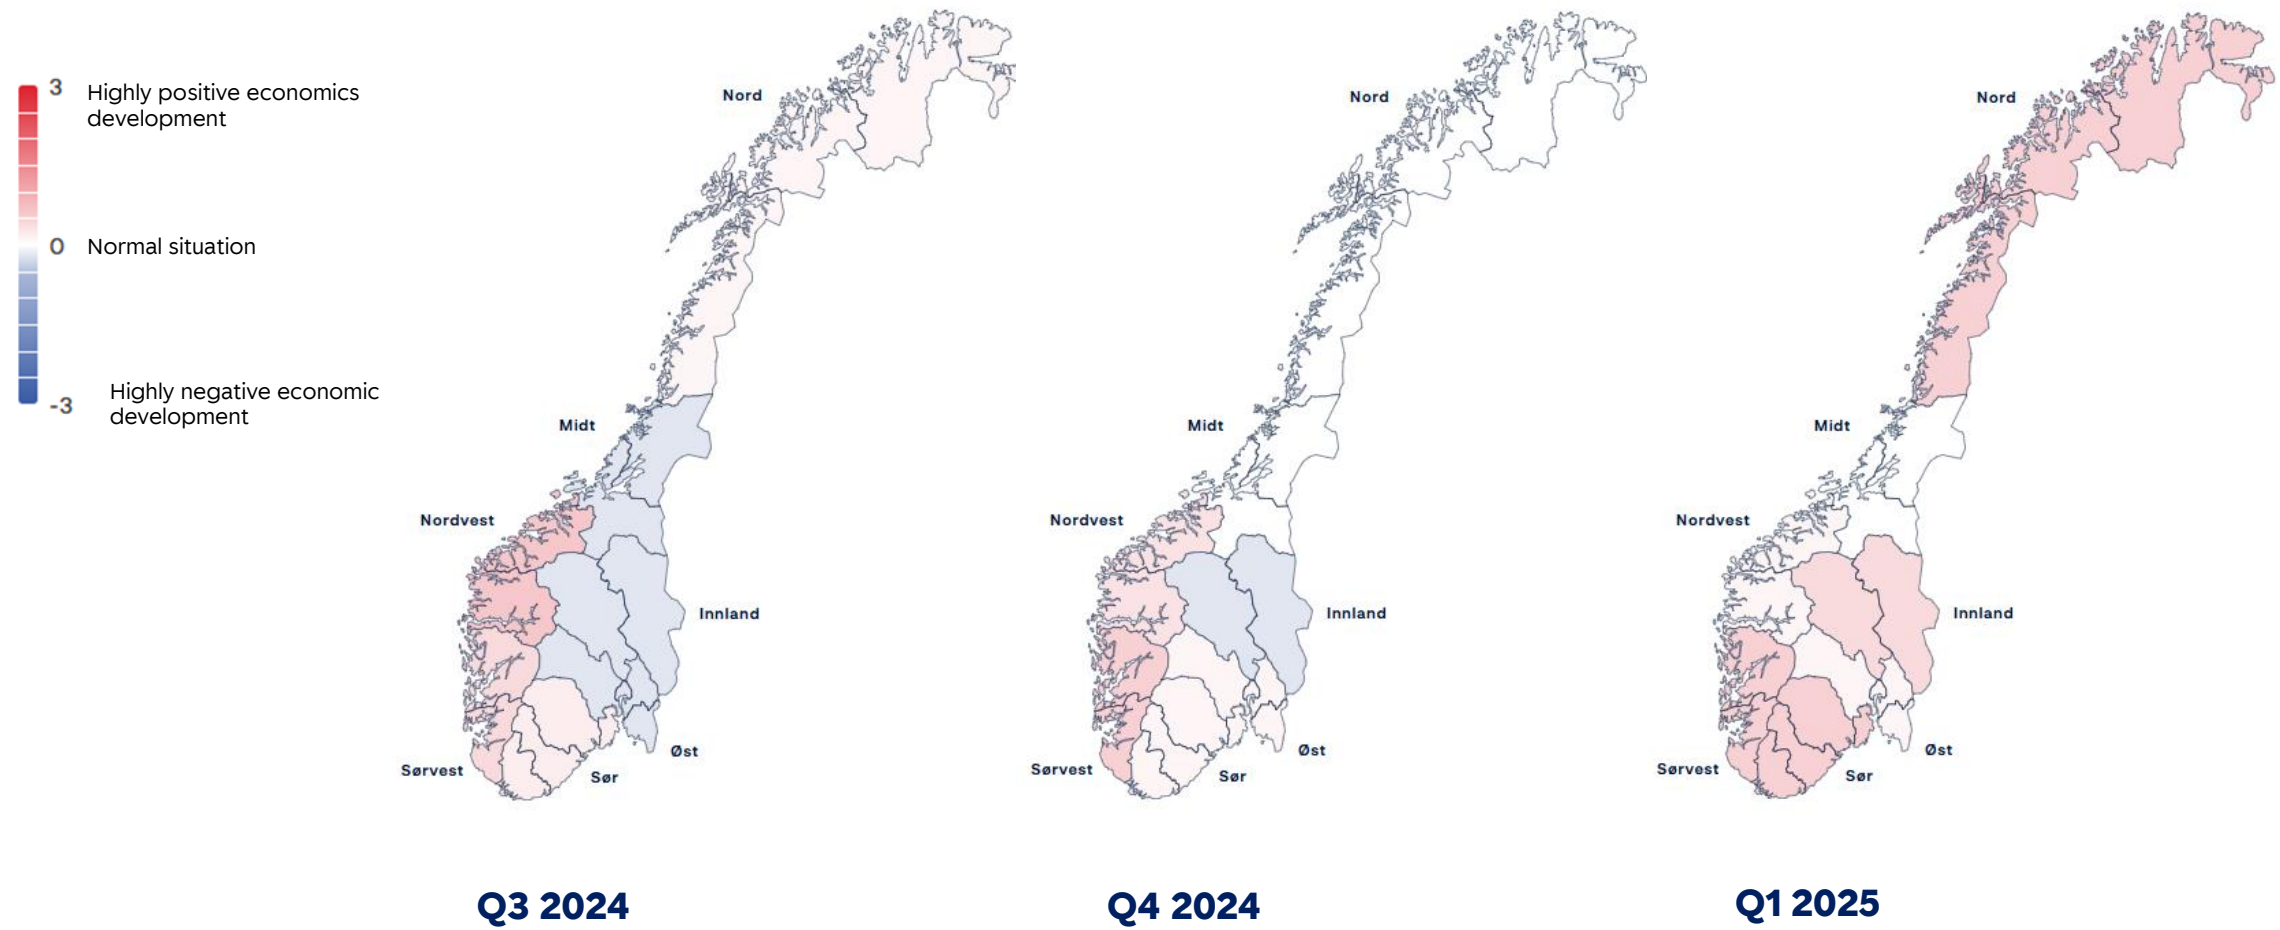 3
Highly positive economics
development
0
Normal situation
-3
Highly negative economic
development
Nord
Midt
Nordvest
Innland
Øst
Sørvest
Sør
Q3 2024
Nord
Midt
Nordvest
Innland
Øst
Sørvest
Sør
Q4 2024
Nord
Midt
Nordvest
Innland
Øst
Sørvest
Sør
Q1 2025